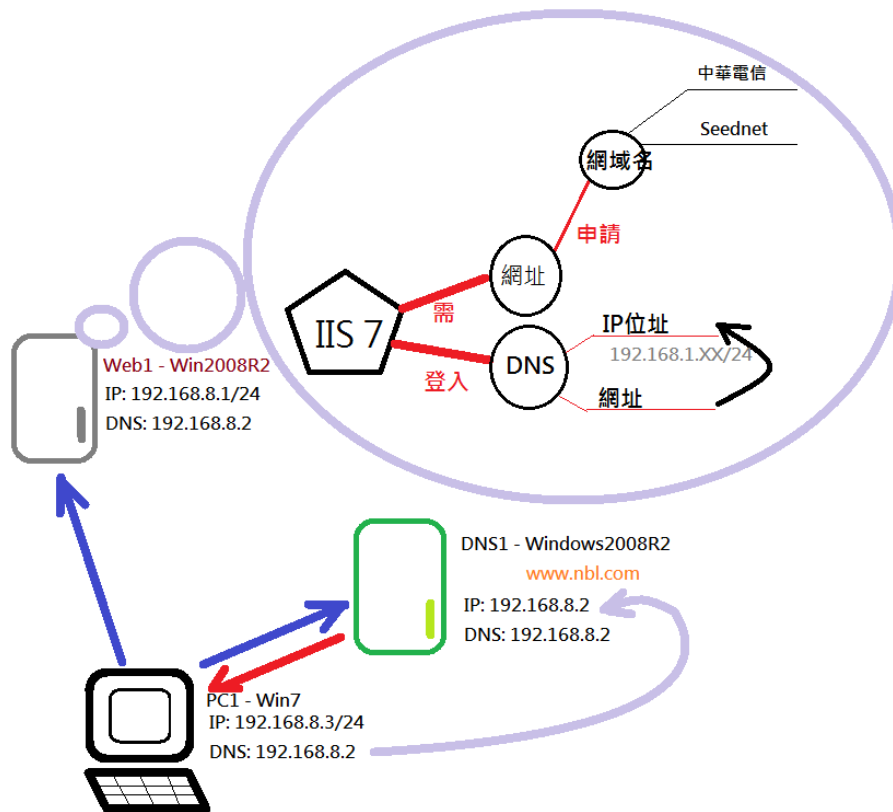 中華電信
Seednet
網域名
申請
網址
IIS 7
需
登入
DNS
IP位址
192.168.1.XX/24
網址
Web1 - Win2008R2
IP: 192.168.8.1/24
DNS: 192.168.8.2
DNS1 - Windows2008R2
www.nbl.com
IP: 192.168.8.2
DNS: 192.168.8.2
PC1 - Win7
IP: 192.168.8.3/24
DNS: 192.168.8.2